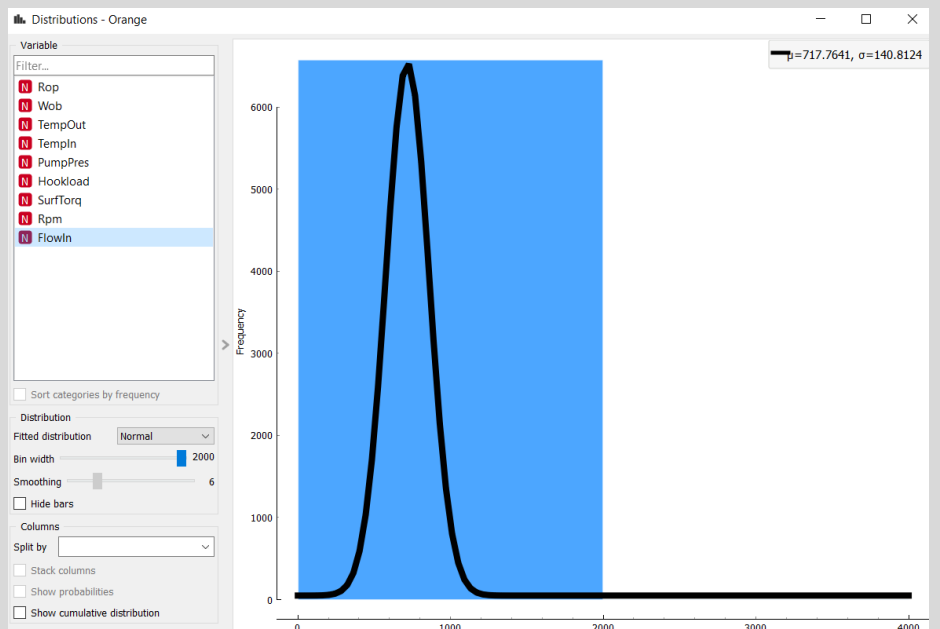 Distributions - Orange
Variable
Filter...
N Rop
N Wob
N TempOut
N TempIn
N PumpPres
N Hookload
N SurfTorq
N Rpm
N FlowIn
Sort categories by frequency
Distribution
Fitted distribution Normal
Bin width 2000
Smoothing 6
Hide bars
Columns
Split by
Stack columns
Show probabilities
Show cumulative distribution
μ=717.7641, σ=140.8124
Frequency
6000
5000
4000
3000
2000
1000
0
0 1000 2000 3000 4000